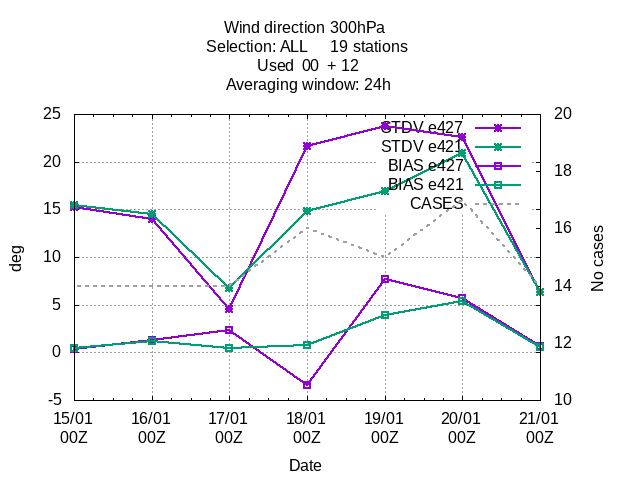 Wind direction 300hPa
Selection: ALL     19 stations
Used  00  + 12
Averaging window: 24h
25
20
15
10
5
0
-5
deg
20
18
16
14
12
10
No cases
STDV e427
STDV e421
BIAS e427
BIAS e421
CASES
15/01 16/01 17/01 18/01 19/01 20/01 21/01
00Z 00Z 00Z 00Z 00Z 00Z 00Z
Date